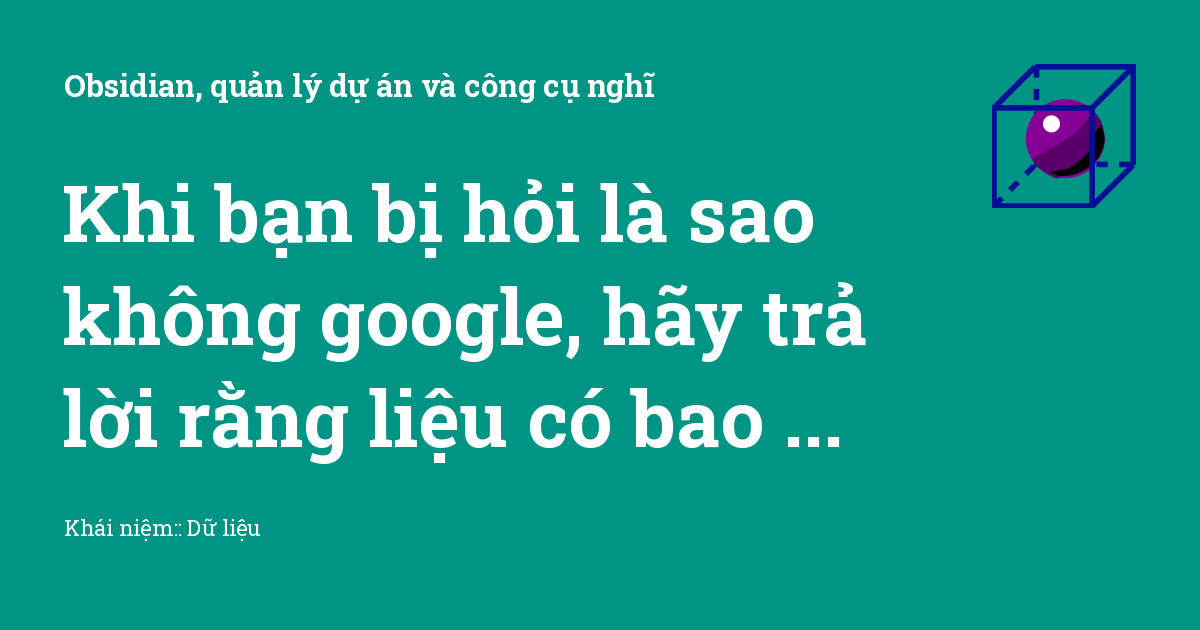 Obsidian, quản lý dự án và công cụ nghĩ
Khi bạn bị hỏi là sao
không google, hãy trả
lời rằng liệu có bao ...
Khái niệm:: Dữ liệu